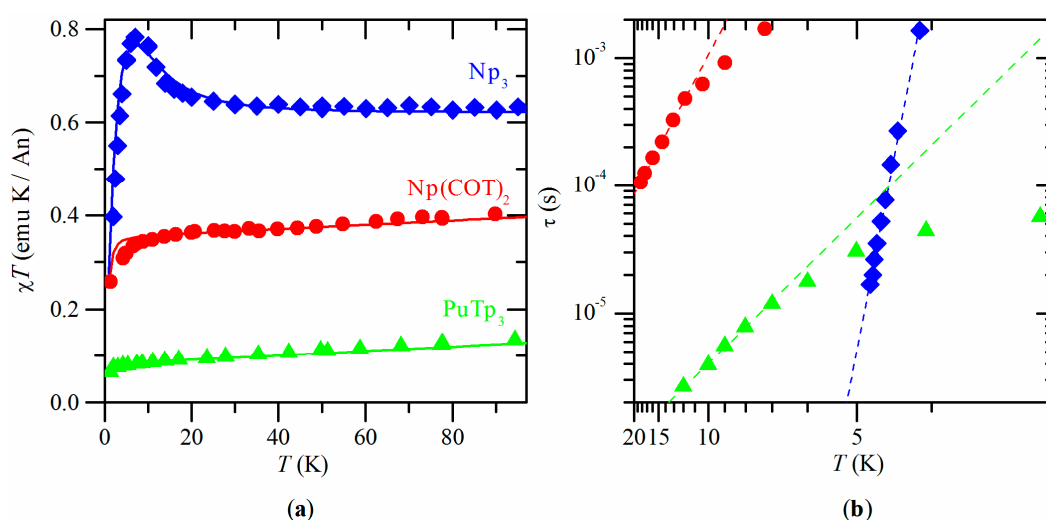 0.8
0.6
0.4
0.2
0.0
χT (emu K / An)
Np₃
Np(COT)₂
PuTp₃
0 20 40 60 80
T (K)
(a)
10⁻³
10⁻⁴
10⁻⁵
τ (s)
20 15 10 5
T (K)
(b)